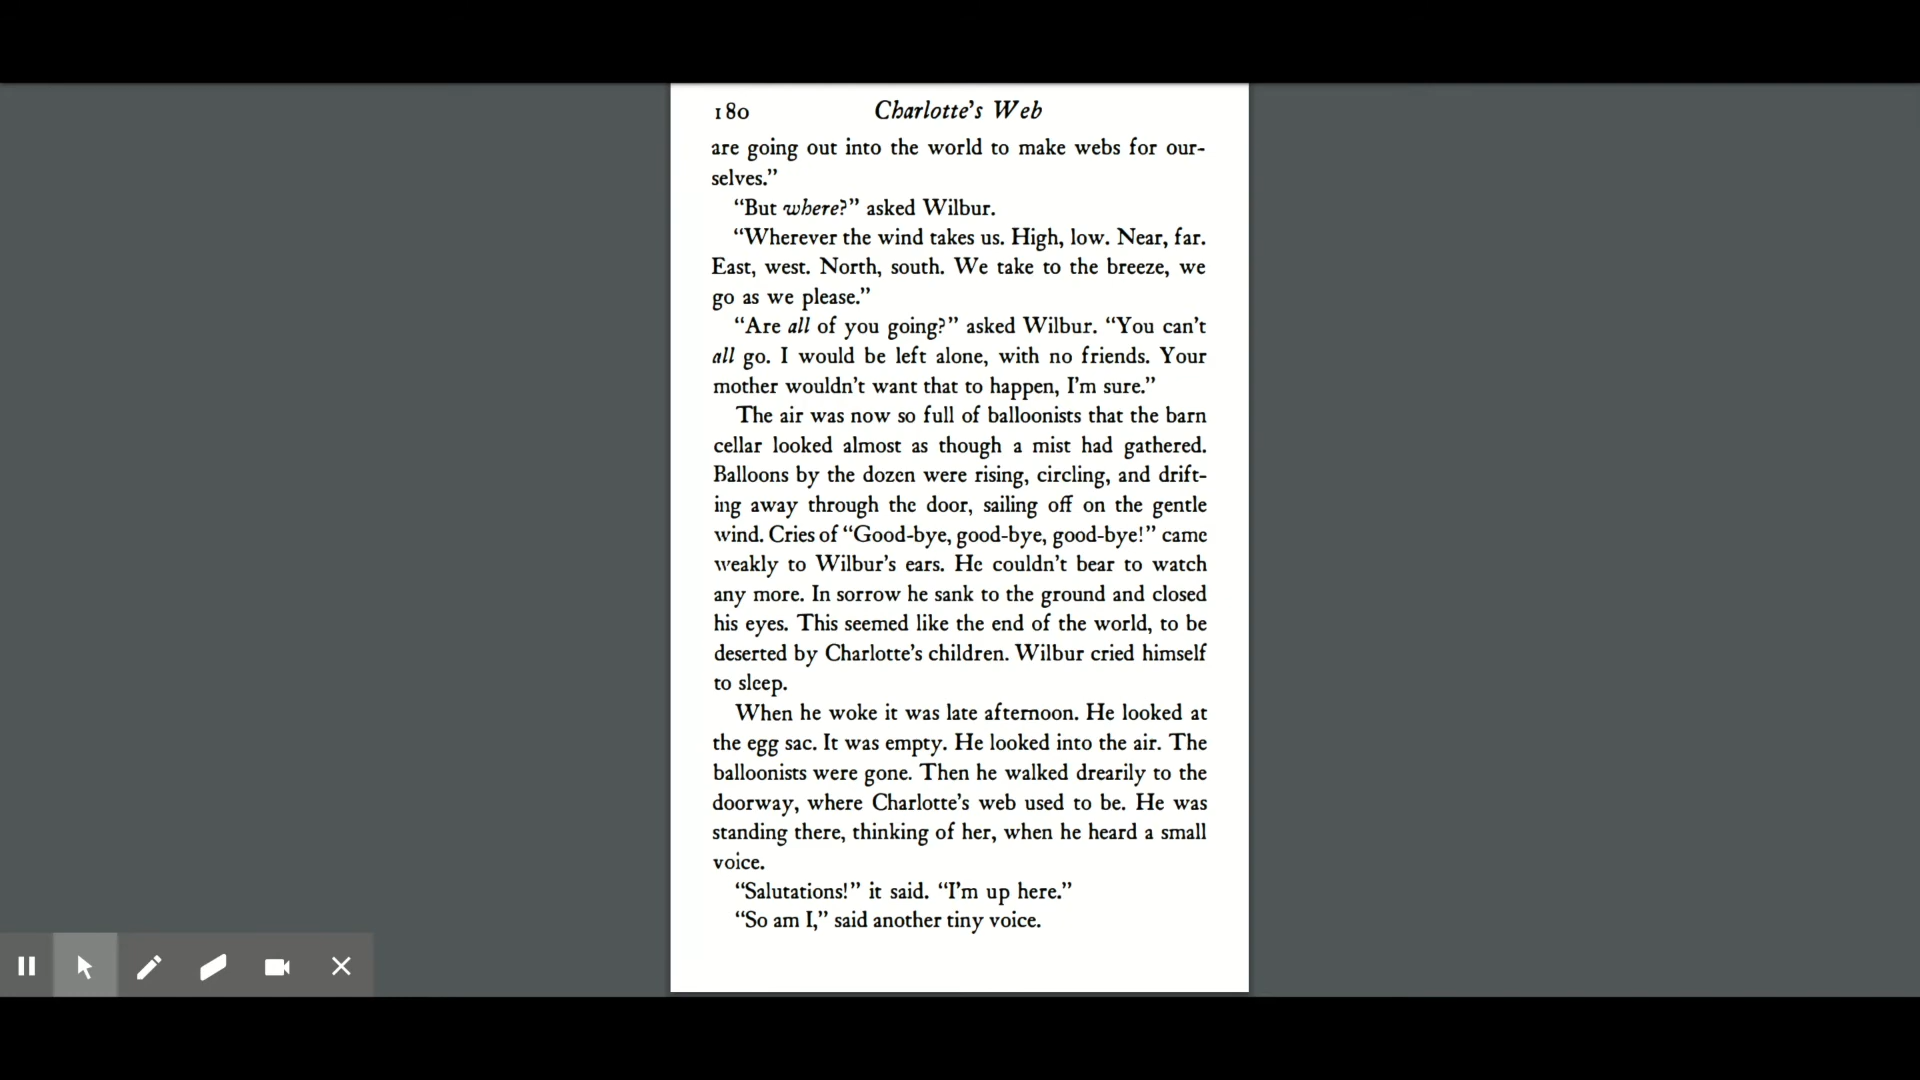 180 Charlotte's Web
are going out into the world to make webs for our-
selves.”
“But where?” asked Wilbur.
“Wherever the wind takes us. High, low. Near, far.
East, west. North, south. We take to the breeze, we
go as we please.”
“Are all of you going?” asked Wilbur. “You can't
all go. I would be left alone, with no friends. Your
mother wouldn't want that to happen, I'm sure.”
The air was now so full of balloonists that the barn
cellar looked almost as though a mist had gathered.
Balloons by the dozen were rising, circling, and drift-
ing away through the door, sailing off on the gentle
wind. Cries of “Good-bye, good-bye, good-bye!” came
weakly to Wilbur's ears. He couldn't bear to watch
any more. In sorrow he sank to the ground and closed
his eyes. This seemed like the end of the world, to be
deserted by Charlotte's children. Wilbur cried himself
to sleep.
When he woke it was late afternoon. He looked at
the egg sac. It was empty. He looked into the air. The
balloonists were gone. Then he walked drearily to the
doorway, where Charlotte's web used to be. He was
standing there, thinking of her, when he heard a small
voice.
“Salutations!” it said. “I'm up here.”
“So am I,” said another tiny voice.